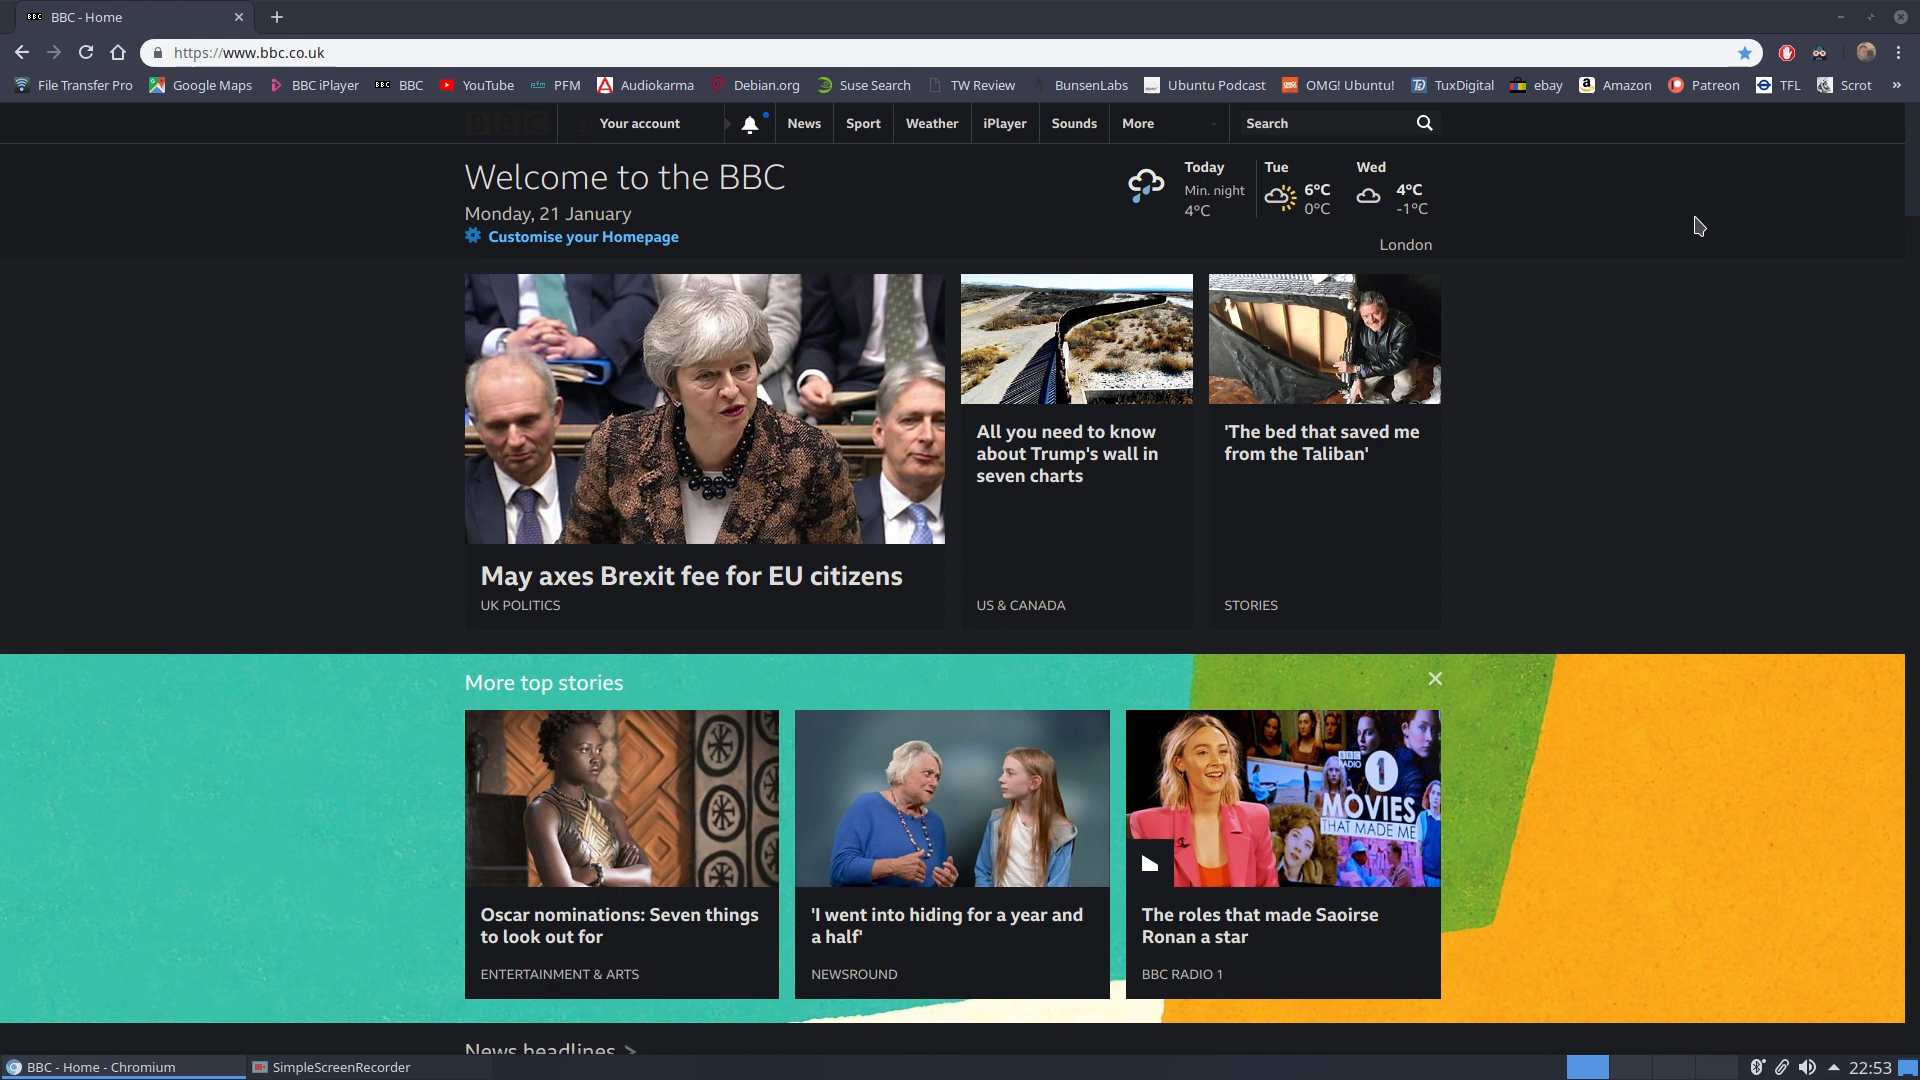 BBC - Home
https://www.bbc.co.uk
File Transfer Pro Google Maps BBC iPlayer BBC YouTube PFM Audiokarma Debian.org Suse Search TW Review BunsenLabs Ubuntu Podcast OMG! Ubuntu! TuxDigital ebay Amazon Patreon TFL Scrot »
BBC Your account News Sport Weather iPlayer Sounds More Search
Welcome to the BBC
Monday, 21 January
Customise your Homepage
Today Tue Wed
Min. night 6°C 4°C
4°C 0°C -1°C
London
May axes Brexit fee for EU citizens
UK POLITICS
All you need to know
about Trump's wall in
seven charts
US & CANADA
'The bed that saved me
from the Taliban'
STORIES
More top stories
BBC
RADIO 1
MOVIES
THAT MADE ME
Oscar nominations: Seven things
to look out for
ENTERTAINMENT & ARTS
'I went into hiding for a year and
a half'
NEWSROUND
The roles that made Saoirse
Ronan a star
BBC RADIO 1
News headlines >
BBC - Home - Chromium SimpleScreenRecorder 22:53